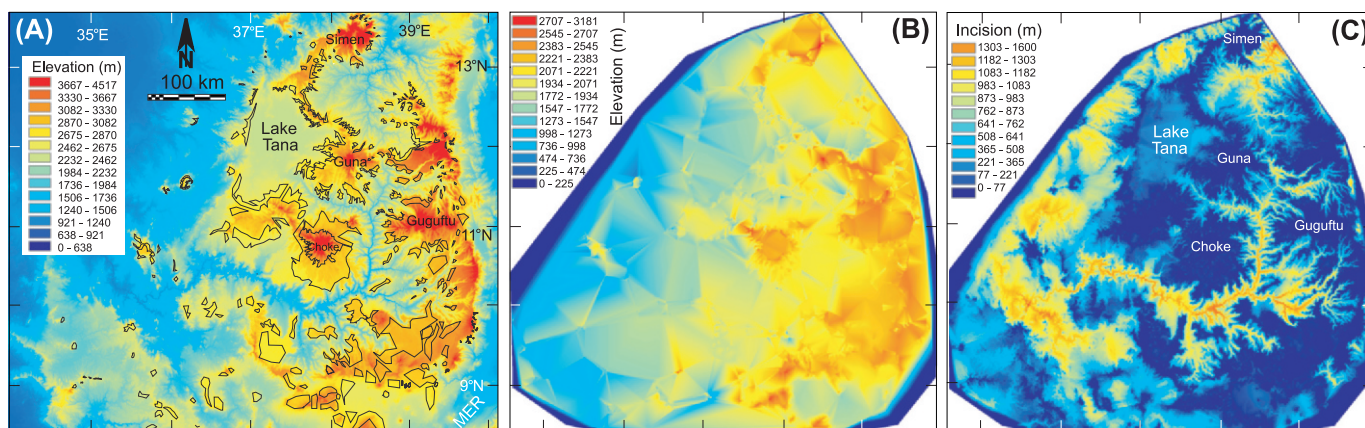 (A)
35°E
37°E
39°E
Simen
13°N
100 km
Elevation (m)
3667 – 4517
3330 – 3667
3082 – 3330
2870 – 3082
2675 – 2870
2462 – 2675
2232 – 2462
1984 – 2232
1736 – 1984
1506 – 1736
1240 – 1506
921 – 1240
638 – 921
0 – 638
Lake
Tana
Guna
Guguftu
11°N
Choke
9°N
MER
(B)
2707 – 3181
2545 – 2707
2383 – 2545
2221 – 2383
2071 – 2221
1934 – 2071
1772 – 1934
1547 – 1772
1273 – 1547
998 – 1273
736 – 998
474 – 736
225 – 474
0 – 225
Elevation (m)
(C)
Incision (m)
1303 – 1600
1182 – 1303
1083 – 1182
983 – 1083
873 – 983
762 – 873
641 – 762
508 – 641
365 – 508
221 – 365
77 – 221
0 – 77
Simen
Lake
Tana
Guna
Guguftu
Choke